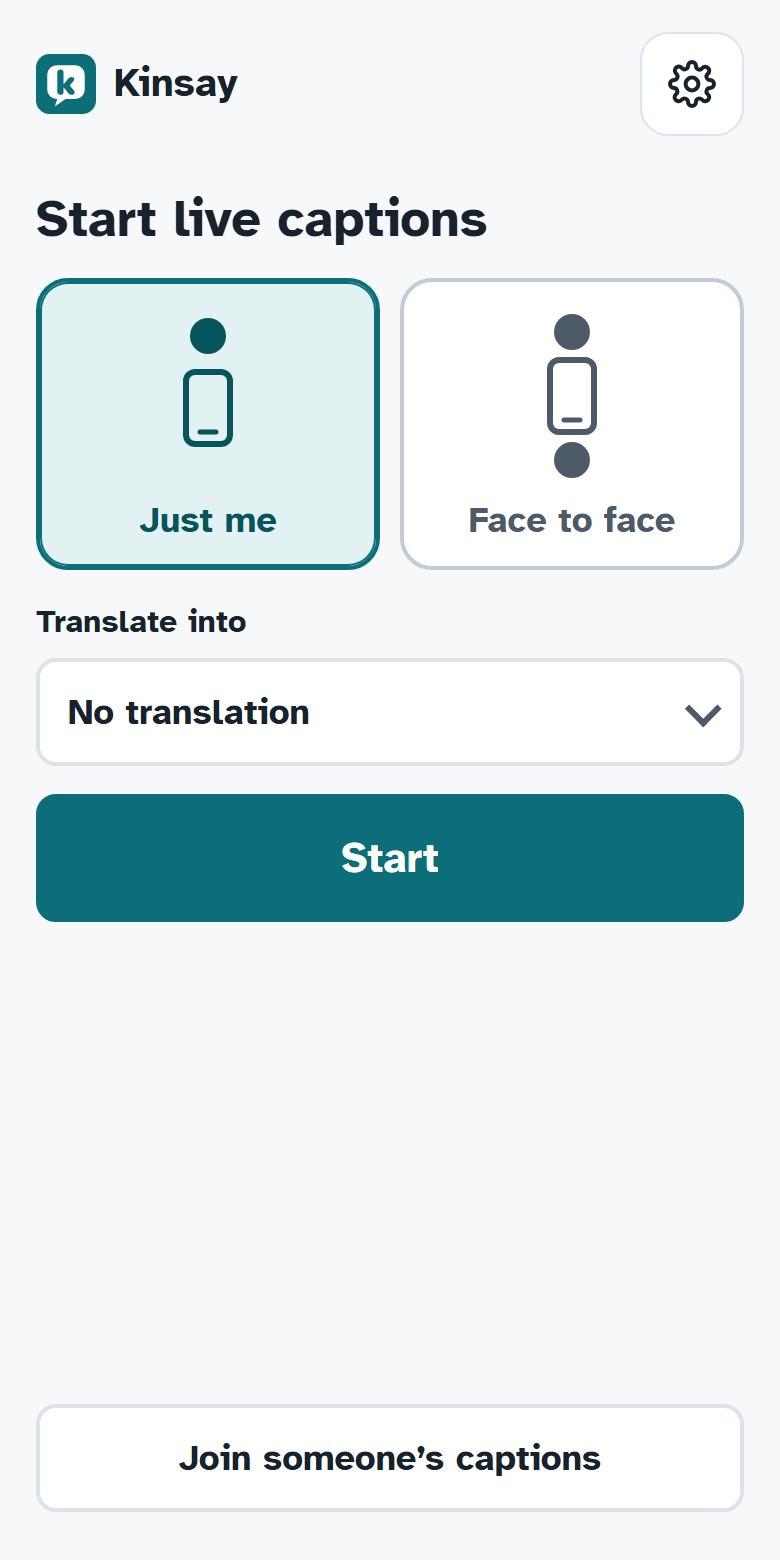 Kinsay
Start live captions
Just me
Face to face
Translate into
No translation
Start
Join someone’s captions